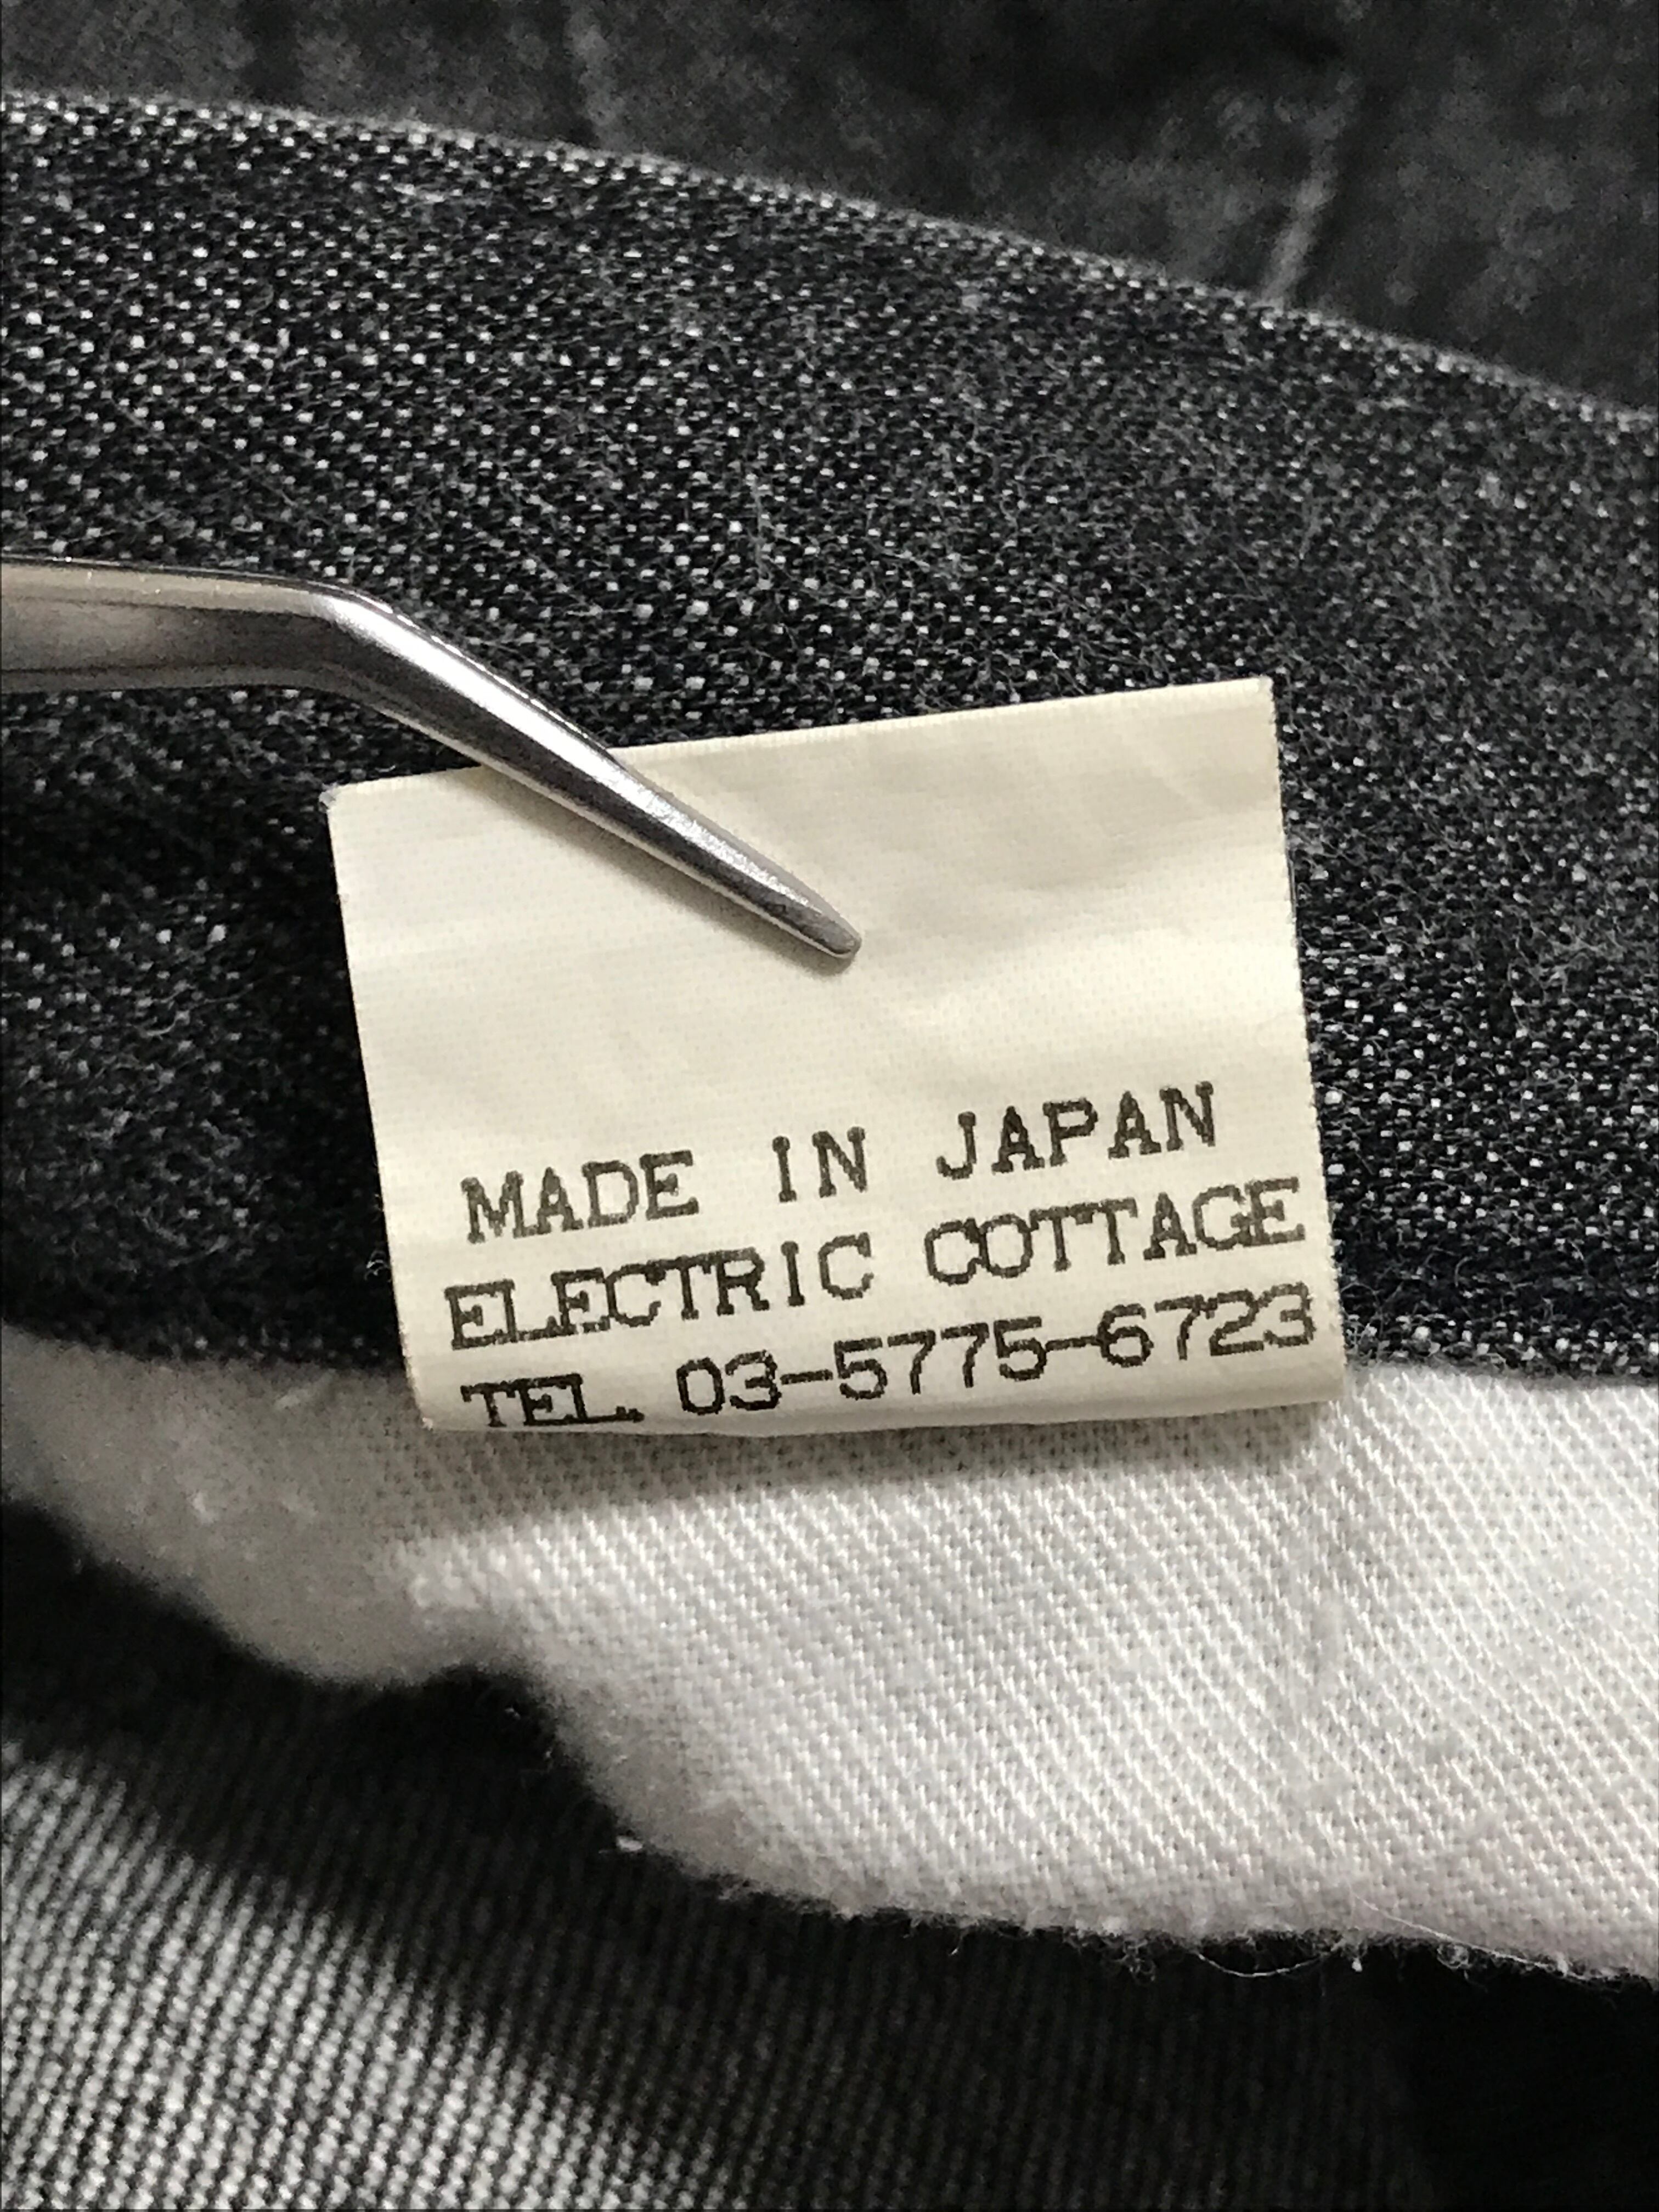 MADE IN JAPAN
ELECTRIC COTTAGE
TEL. 03-5775-6723